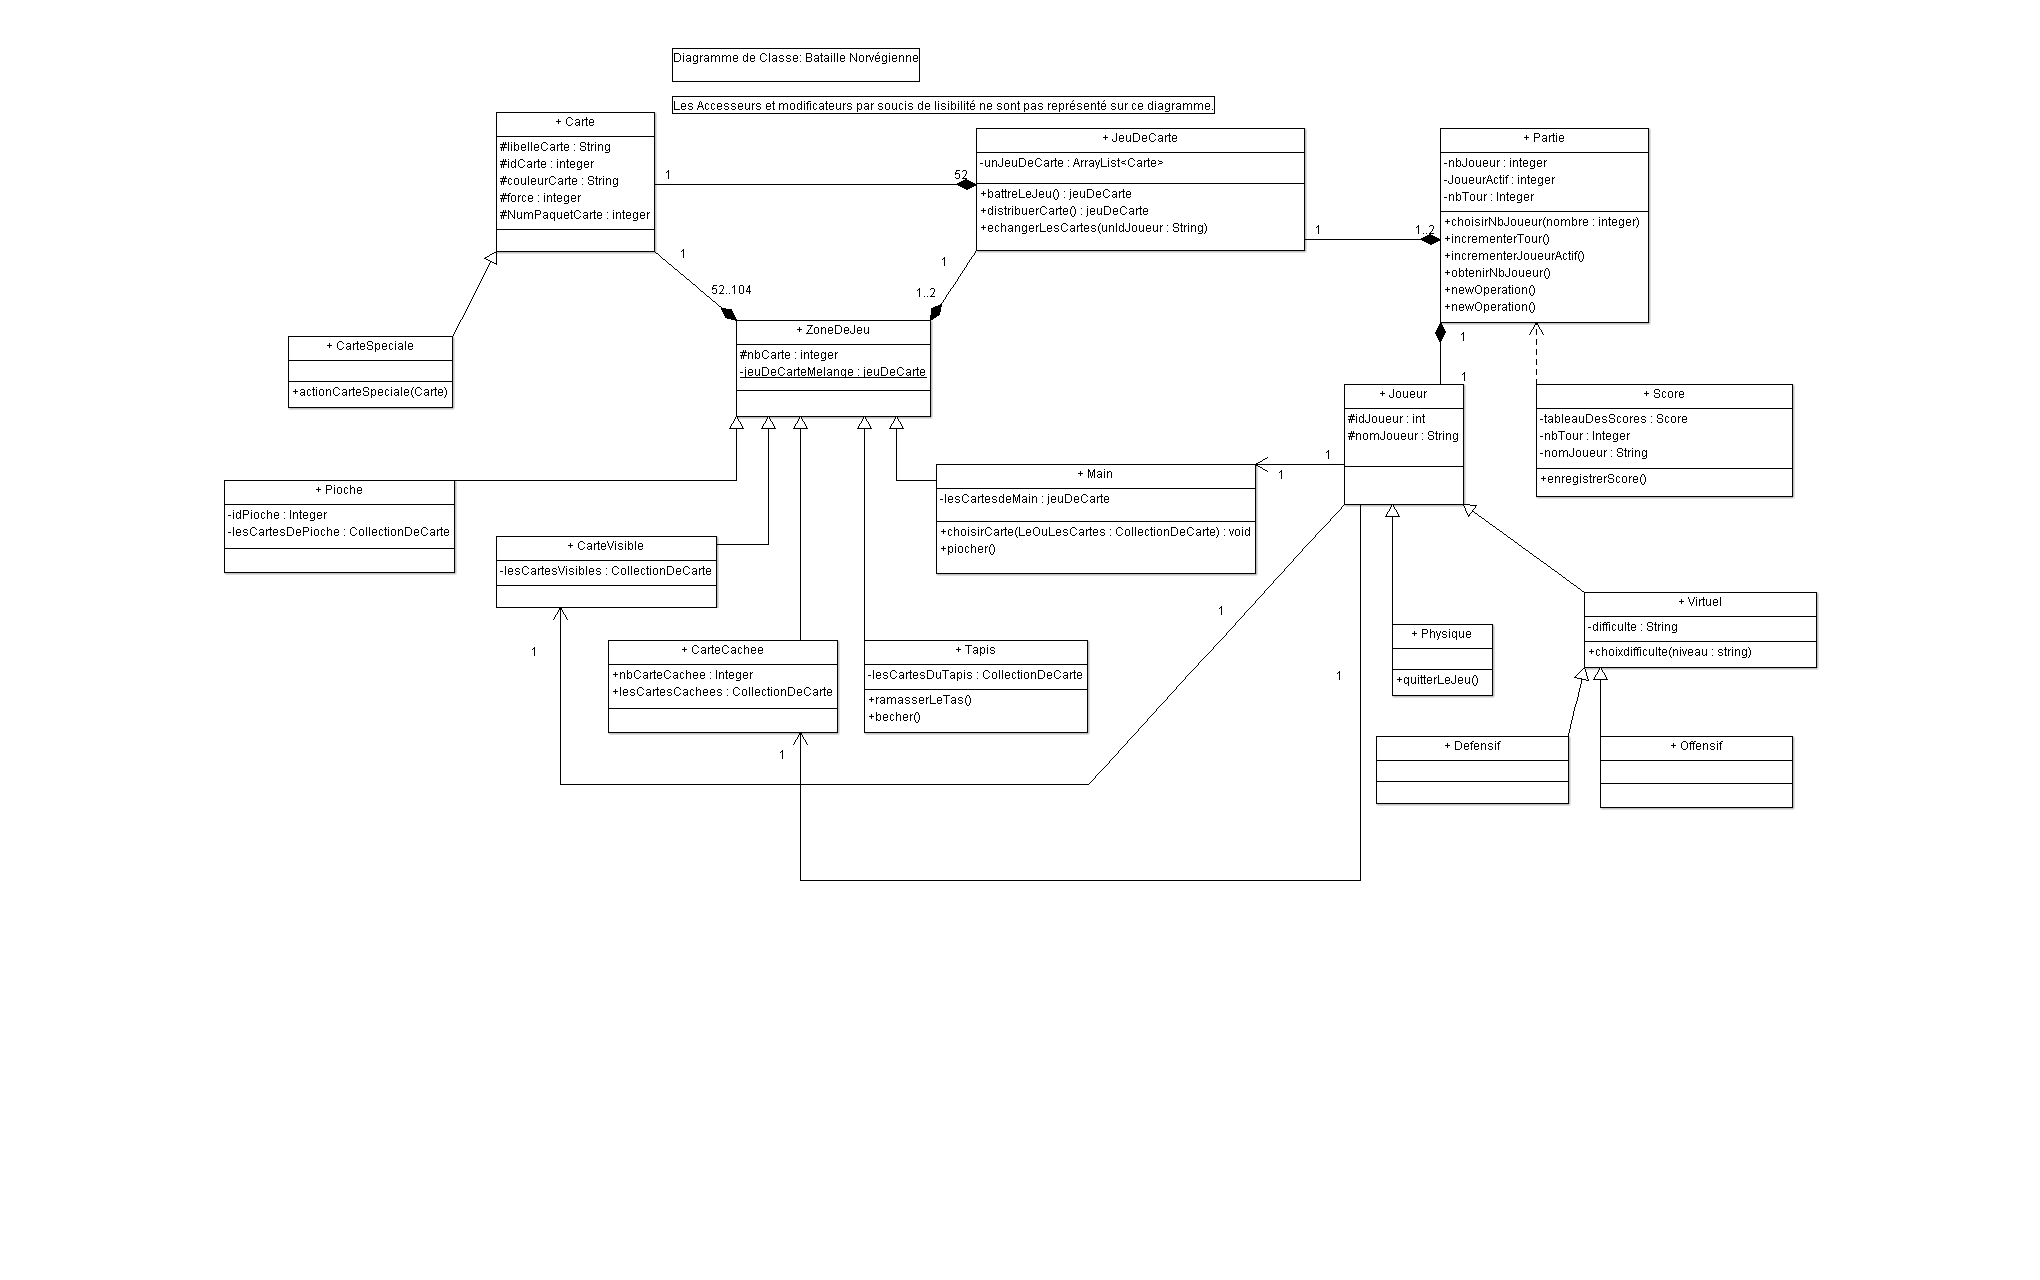 Diagramme de Classe: Bataille Norvégienne
Les Accesseurs et modificateurs par soucis de lisibilité ne sont pas représenté sur ce diagramme.
+ Carte
#libelleCarte : String
#idCarte : integer
#couleurCarte : String
#force : integer
#NumPaquetCarte : integer
1
52
+ JeuDeCarte
-unJeuDeCarte : ArrayList<Carte>
+battreLeJeu() : jeuDeCarte
+distribuerCarte() : jeuDeCarte
+echangerLesCartes(unIdJoueur : String)
1
1..2
+ Partie
-nbJoueur : integer
-JoueurActif : integer
-nbTour : Integer
+choisirNbJoueur(nombre : integer)
+incrementerTour()
+incrementerJoueurActif()
+obtenirNbJoueur()
+newOperation()
+newOperation()
1
52..104
1
1..2
+ CarteSpeciale
+actionCarteSpeciale(Carte)
+ ZoneDeJeu
#nbCarte : integer
-jeuDeCarteMelange : jeuDeCarte
1
1
+ Joueur
#idJoueur : int
#nomJoueur : String
+ Score
-tableauDesScores : Score
-nbTour : Integer
-nomJoueur : String
+enregistrerScore()
+ Pioche
-idPioche : Integer
-lesCartesDePioche : CollectionDeCarte
+ Main
-lesCartesdeMain : jeuDeCarte
+choisirCarte(LeOuLesCartes : CollectionDeCarte) : void
+piocher()
1
1
+ CarteVisible
-lesCartesVisibles : CollectionDeCarte
1
1
+ CarteCachee
+nbCarteCachee : Integer
+lesCartesCachees : CollectionDeCarte
1
1
+ Tapis
-lesCartesDuTapis : CollectionDeCarte
+ramasserLeTas()
+becher()
+ Physique
+quitterLeJeu()
+ Virtuel
-difficulte : String
+choixdifficulte(niveau : string)
+ Defensif
+ Offensif